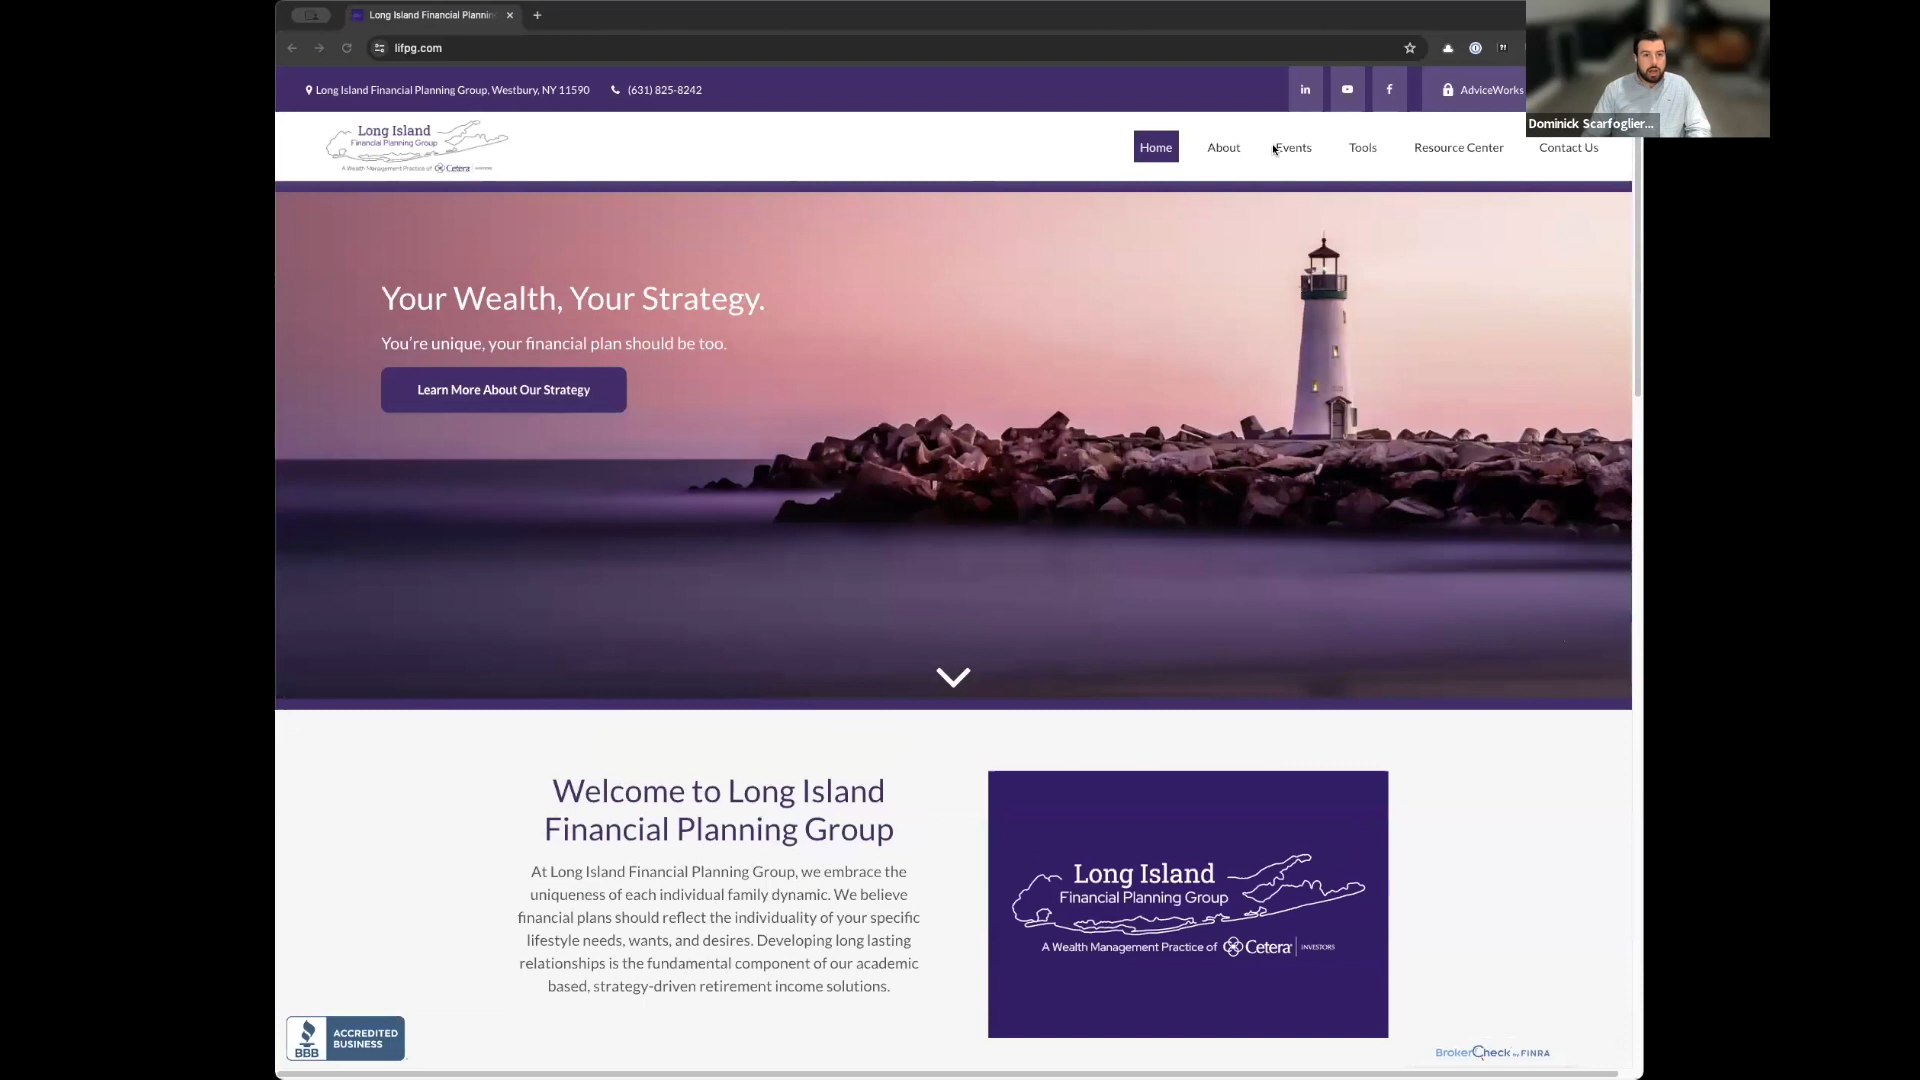 Long Island Financial Plannin
lifpg.com
Long Island Financial Planning Group, Westbury, NY 11590
(631) 825-8242
in
f
AdviceWorks
Dominick Scarfoglier...
Long Island
Financial Planning Group
A Wealth Management Practice of Cetera
Home
About
Events
Tools
Resource Center
Contact Us
Your Wealth, Your Strategy.
You're unique, your financial plan should be too.
Learn More About Our Strategy
Welcome to Long Island
Financial Planning Group
At Long Island Financial Planning Group, we embrace the
uniqueness of each individual family dynamic. We believe
financial plans should reflect the individuality of your specific
lifestyle needs, wants, and desires. Developing long lasting
relationships is the fundamental component of our academic
based, strategy-driven retirement income solutions.
Long Island
Financial Planning Group
A Wealth Management Practice of Cetera INVESTORS
BBB
ACCREDITED
BUSINESS
BrokerCheck by FINRA